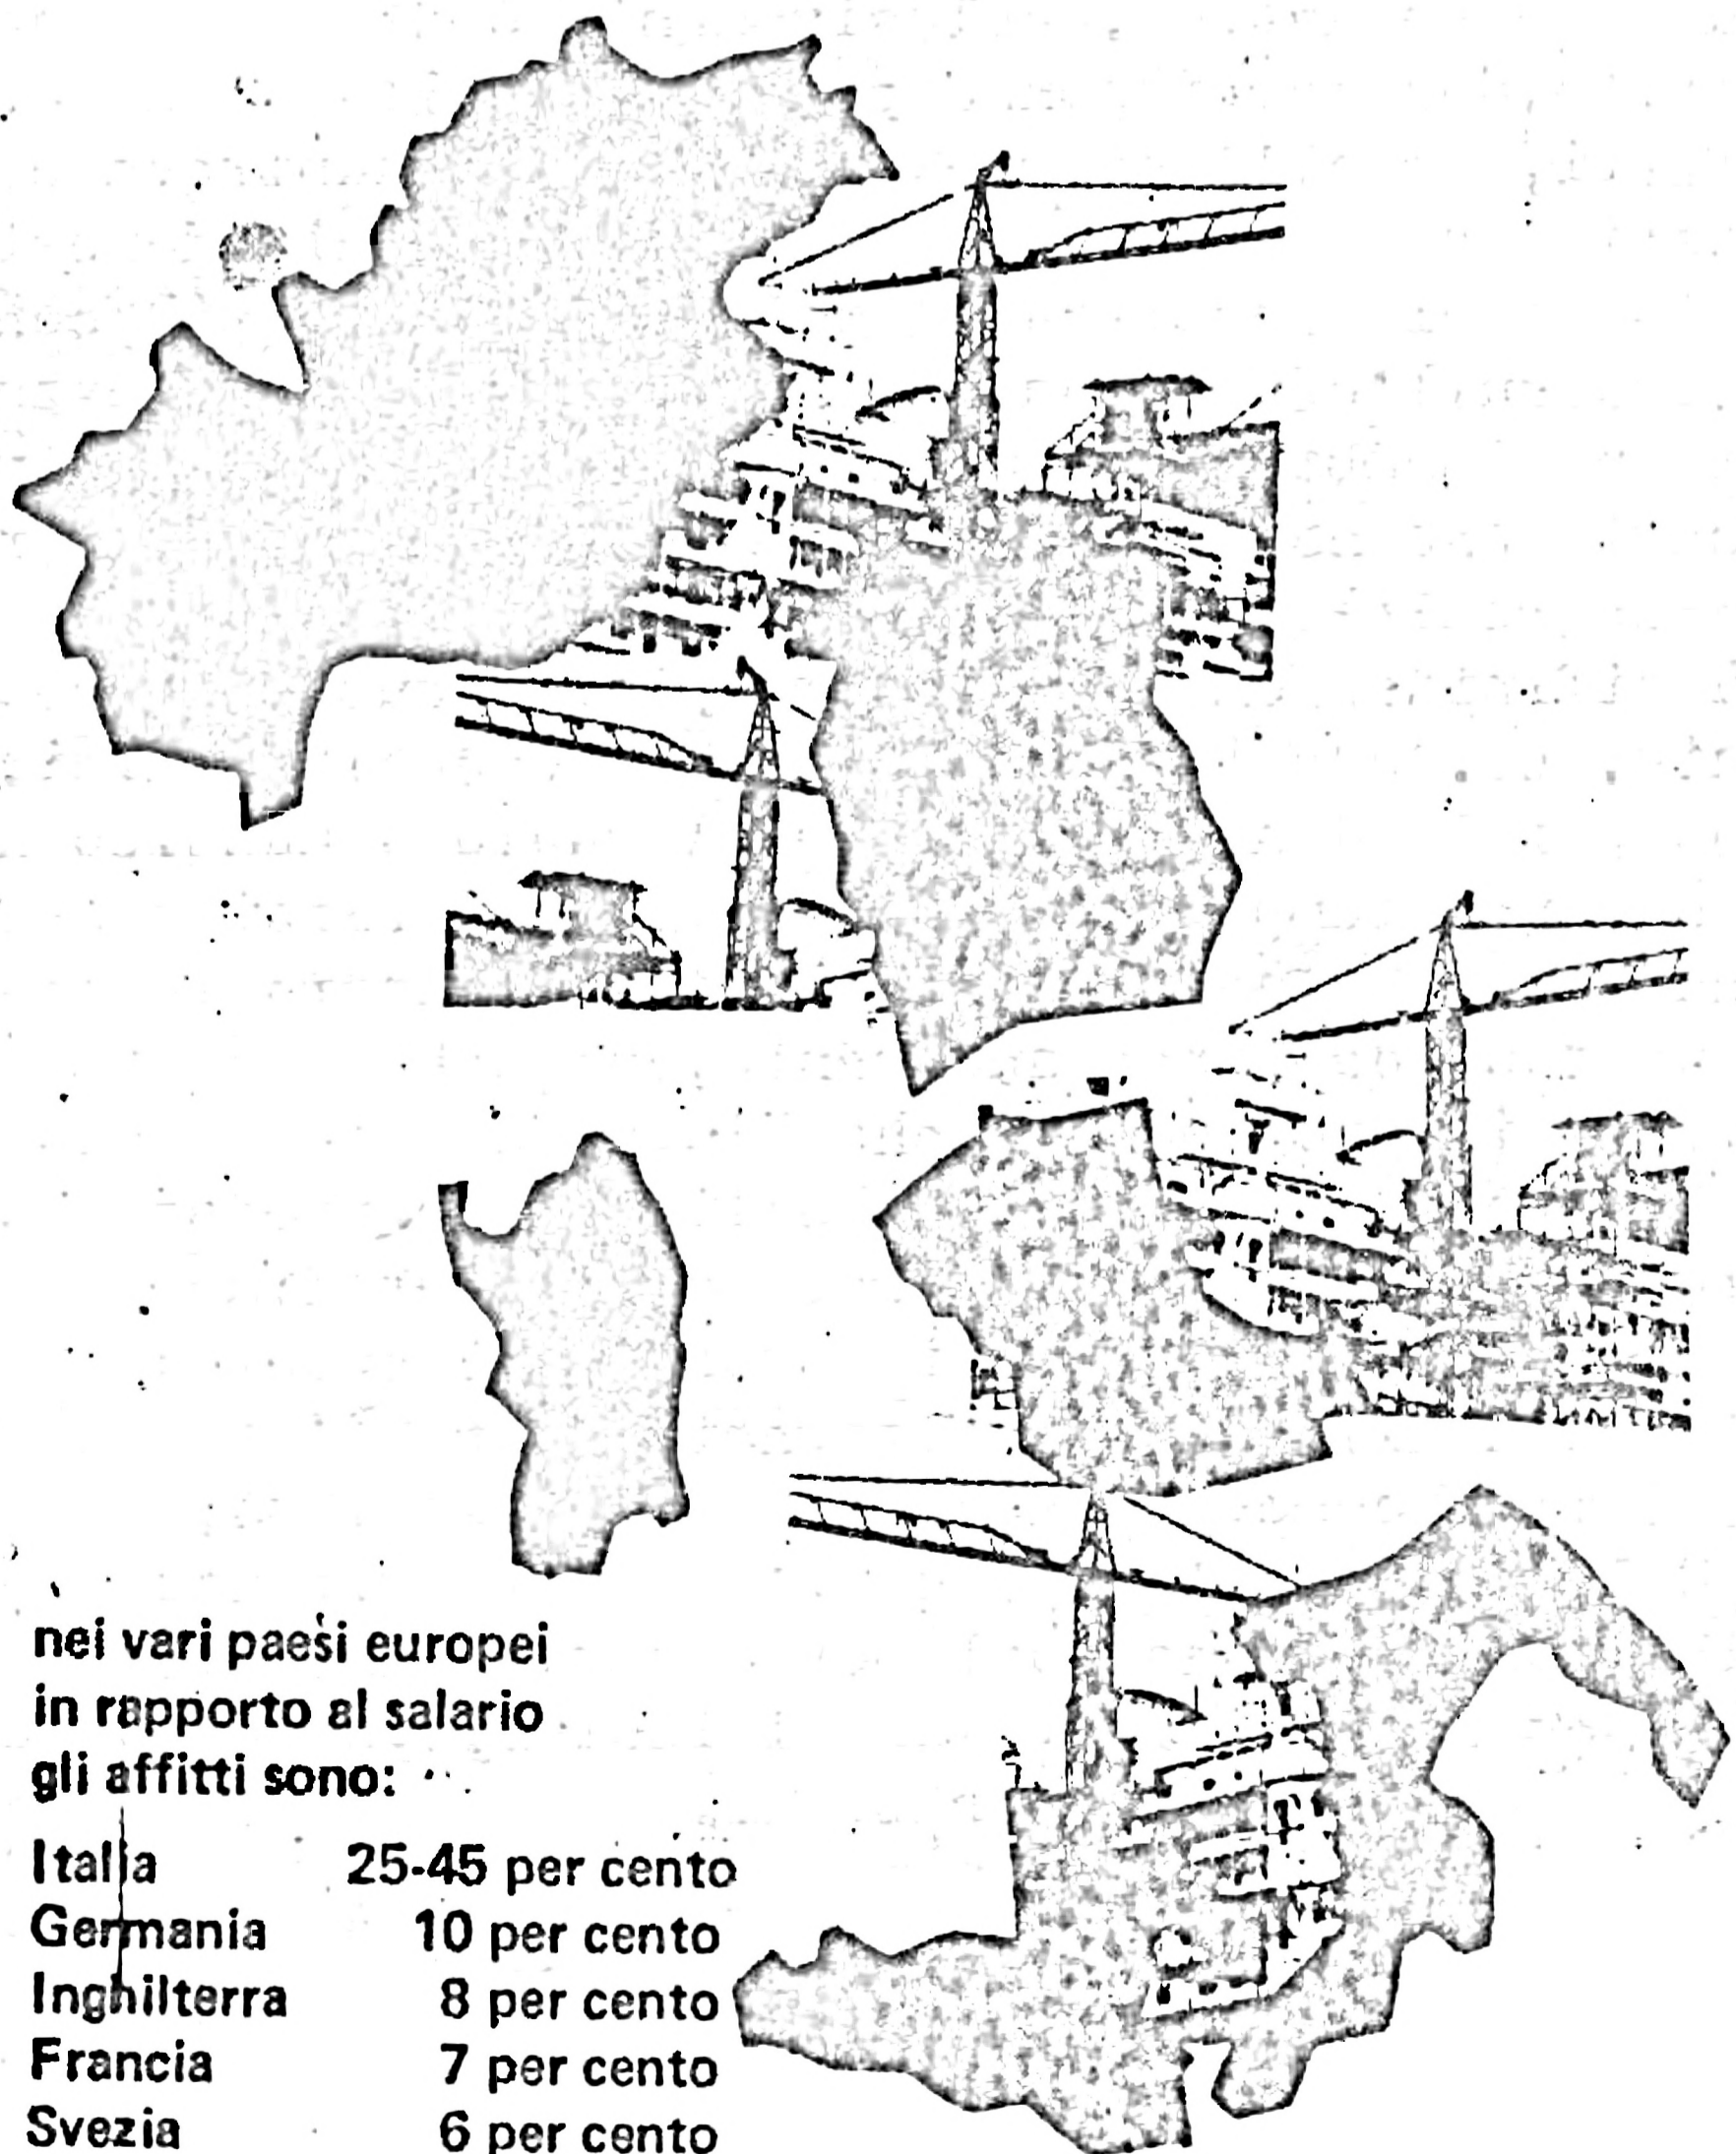 nei vari paesi europei
in rapporto al salario
gli affitti sono:
Italia 25-45 per cento
Germania 10 per cento
Inghilterra 8 per cento
Francia 7 per cento
Svezia 6 per cento